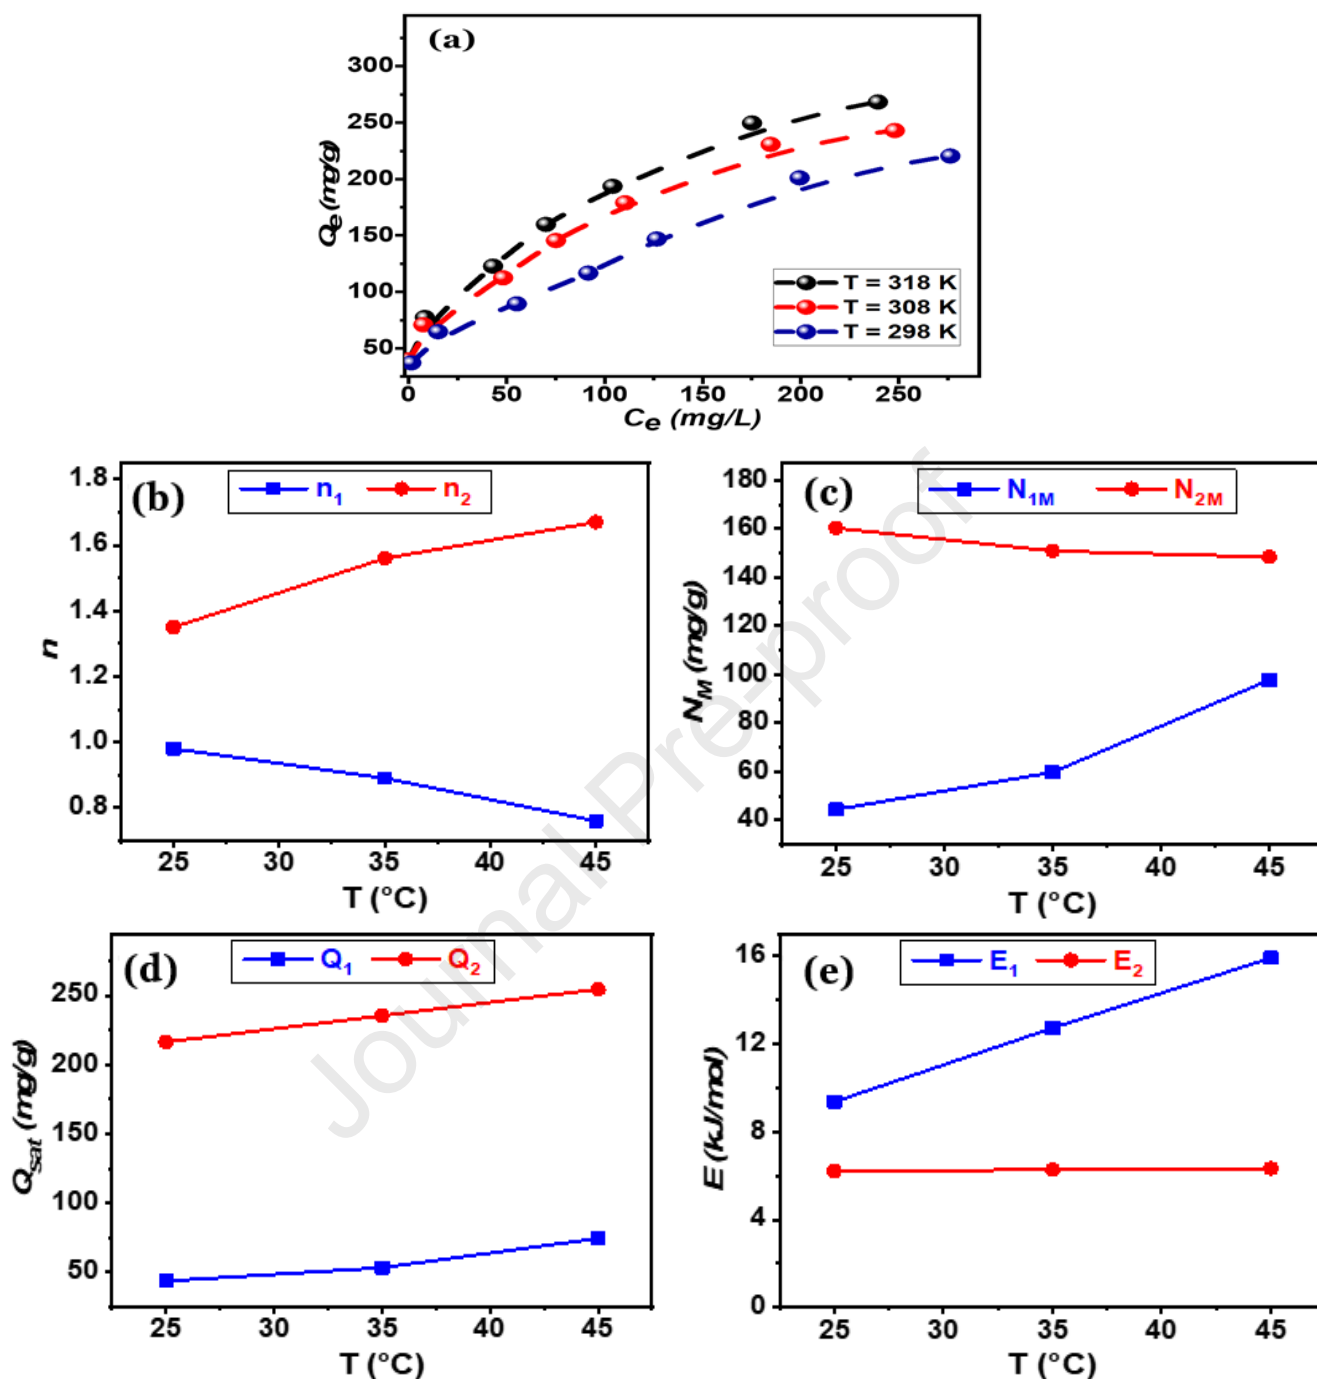 (a)
300
250
200
150
100
50
Qe (mg/g)
T = 318 K
T = 308 K
T = 298 K
0 50 100 150 200 250
Ce (mg/L)
(b)
n1 n2
1.8
1.6
1.4
1.2
1.0
0.8
n
25 30 35 40 45
T (°C)
(c)
N1M N2M
180
160
140
120
100
80
60
40
NM (mg/g)
25 30 35 40 45
T (°C)
(d)
Q1 Q2
250
200
150
100
50
Qsat (mg/g)
25 30 35 40 45
T (°C)
(e)
E1 E2
16
12
8
4
0
E (kJ/mol)
25 30 35 40 45
T (°C)
Journal Pre-proof